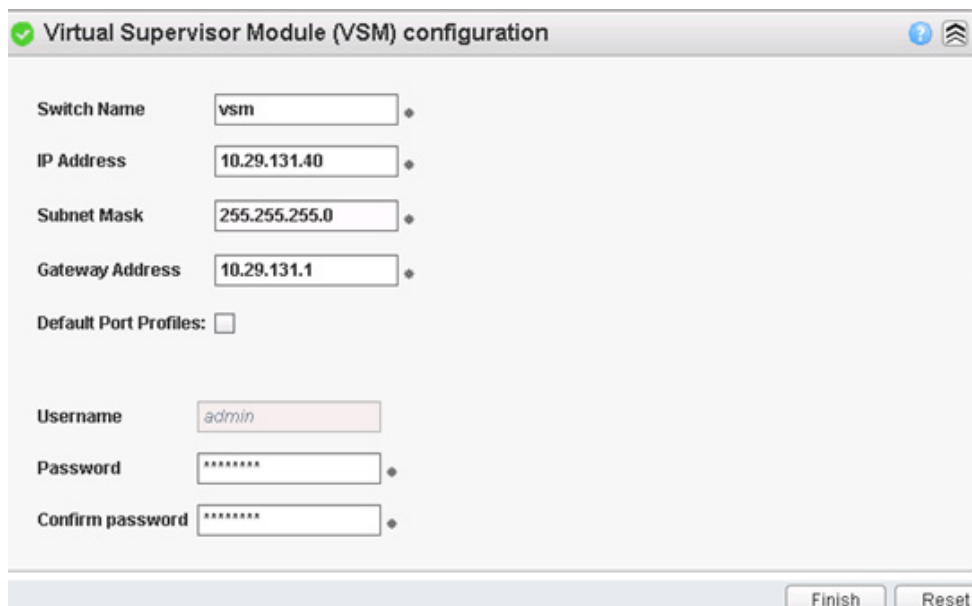 Virtual Supervisor Module (VSM) configuration ?
Switch Name vsm
IP Address 10.29.131.40
Subnet Mask 255.255.255.0
Gateway Address 10.29.131.1
Default Port Profiles:
Username admin
Password ********
Confirm password ********
Finish Reset